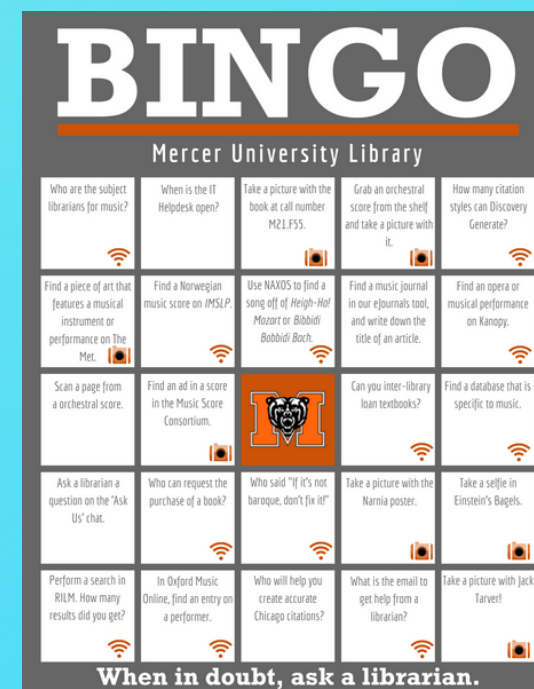 BINGO
Mercer University Library
Who are the subject
librarians for music?
When is the IT
Helpdesk open?
Take a picture with the
book at call number
M21.F55.
Grab an orchestral
score from the shelf
and take a picture with
it.
How many citation
styles can Discovery
Generate?
Find a piece of art that
features a musical
instrument or
performance on The
Met.
Find a Norwegian
music score on IMSLP.
Use NAXOS to find a
song off of Heigh-Ho!
Mozart or Bibbidi
Bobbidi Bach.
Find a music journal
in our eJournals tool,
and write down the
title of an article.
Find an opera or
musical performance
on Kanopy.
Scan a page from
a orchestral score.
Find an ad in a score
in the Music Score
Consortium.
M
Can you inter-library
loan textbooks?
Find a database that is
specific to music.
Ask a librarian a
question on the 'Ask
Us' chat.
Who can request the
purchase of a book?
Who said "If it's not
baroque, don't fix it!"
Take a picture with the
Narnia poster.
Take a selfie in
Einstein's Bagels.
Perform a search in
RILM. How many
results did you get?
In Oxford Music
Online, find an entry on
a performer.
Who will help you
create accurate
Chicago citations?
What is the email to
get help from a
librarian?
Take a picture with Jack
Tarver!
When in doubt, ask a librarian.